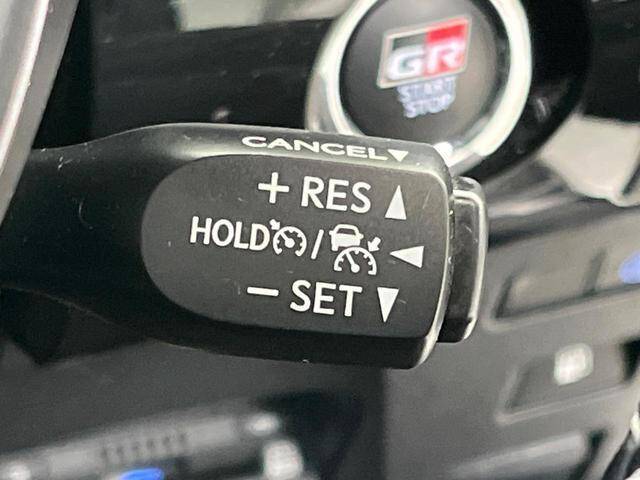 GR
START
STOP
CANCEL
+ RES
HOLD /
− SET